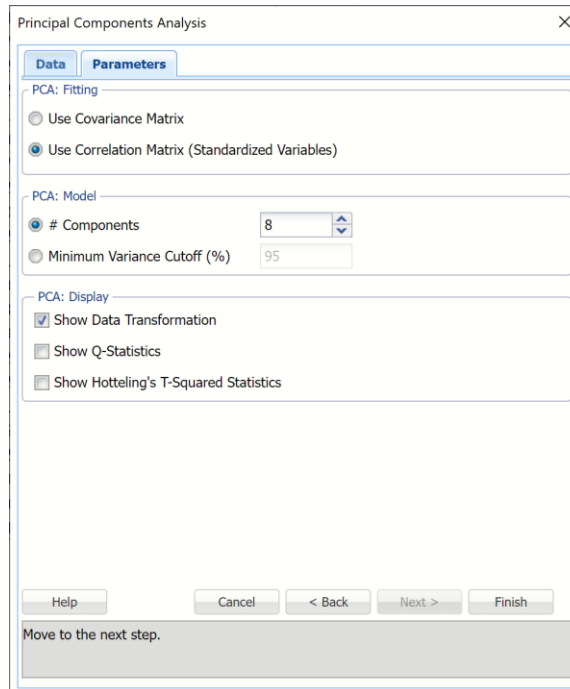 Principal Components Analysis
Data Parameters
PCA: Fitting
Use Covariance Matrix
Use Correlation Matrix (Standardized Variables)
PCA: Model
# Components 8
Minimum Variance Cutoff (%) 95
PCA: Display
Show Data Transformation
Show Q-Statistics
Show Hotteling's T-Squared Statistics
Help Cancel < Back Next > Finish
Move to the next step.